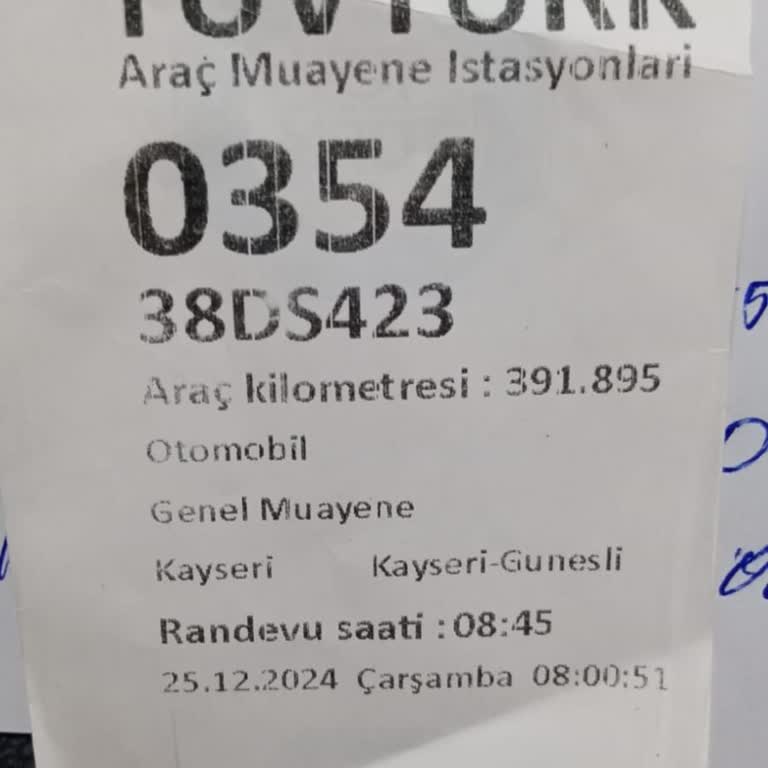 TÜVTÜRK
Araç Muayene Istasyonlari
0354
38DS423
Araç kilometresi : 391.895
Otomobil
Genel Muayene
Kayseri Kayseri-Gunesli
Randevu saati : 08:45
25.12.2024 Çarşamba 08:00:51